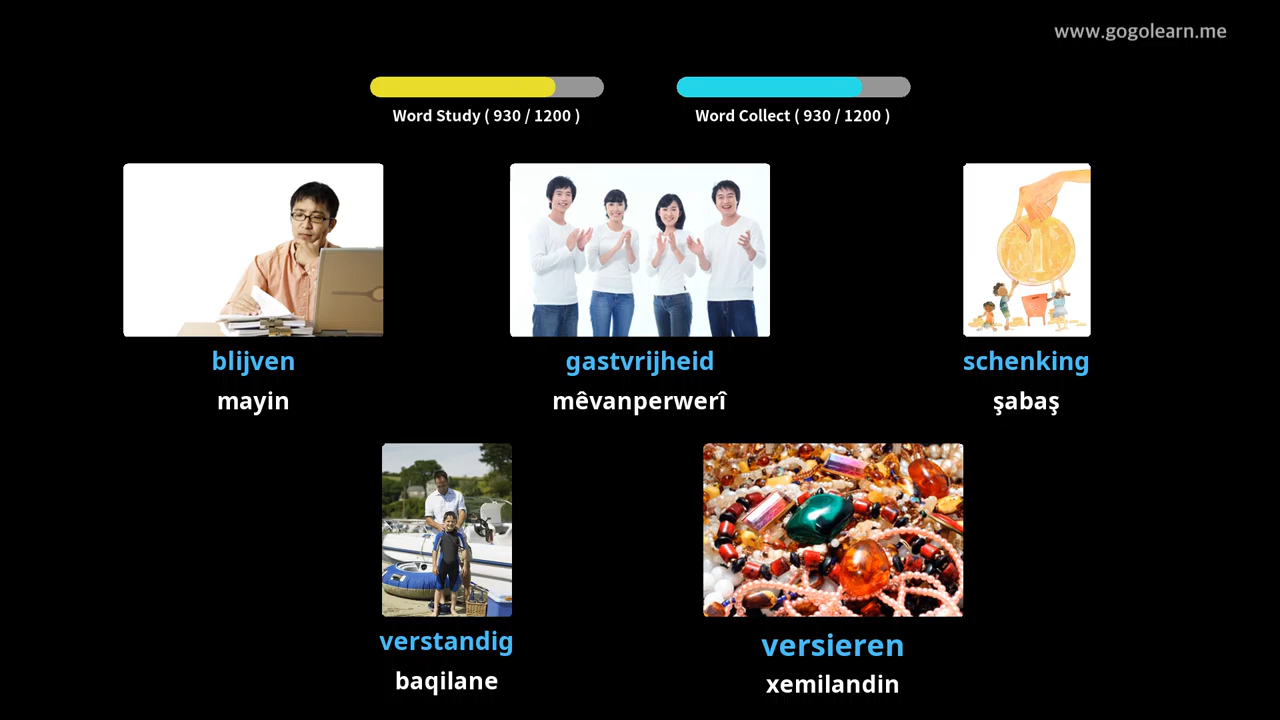 www.gogolearn.me
Word Study ( 930 / 1200 )
Word Collect ( 930 / 1200 )
blijven
mayin
gastvrijheid
mêvanperwerî
schenking
şabaş
verstandig
baqilane
versieren
xemilandin